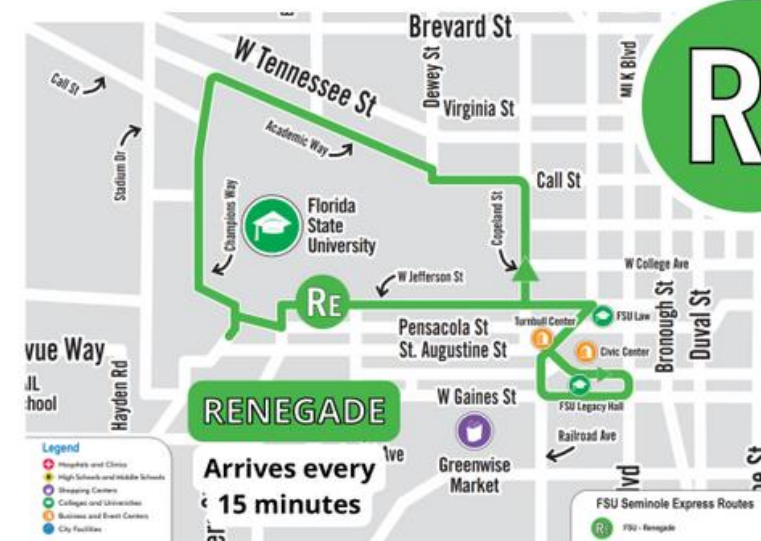 Brevard St
W Tennessee St
Dewey St
Virginia St
R
Call St
Stadium Dr
Academic Way
Champions Way
Florida
State
University
Copeland St
Call St
W College Ave
RE
W Jefferson St
Pensacola St
St. Augustine St
Turnbull Center
FSU Law
Civic Center
Bronough St
Duval St
vue Way
Hayden Rd
FSU Legacy Hall
W Gaines St
RENEGADE
Arrives every
15 minutes
Ave
Greenwise
Market
Railroad Ave
lvd
Legend
Hospitals and Clinics
High Schools and Middle Schools
Shopping Centers
Colleges and Universities
Business and Event Centers
City Facilities
FSU Seminole Express Routes
RE FSU - Renegade